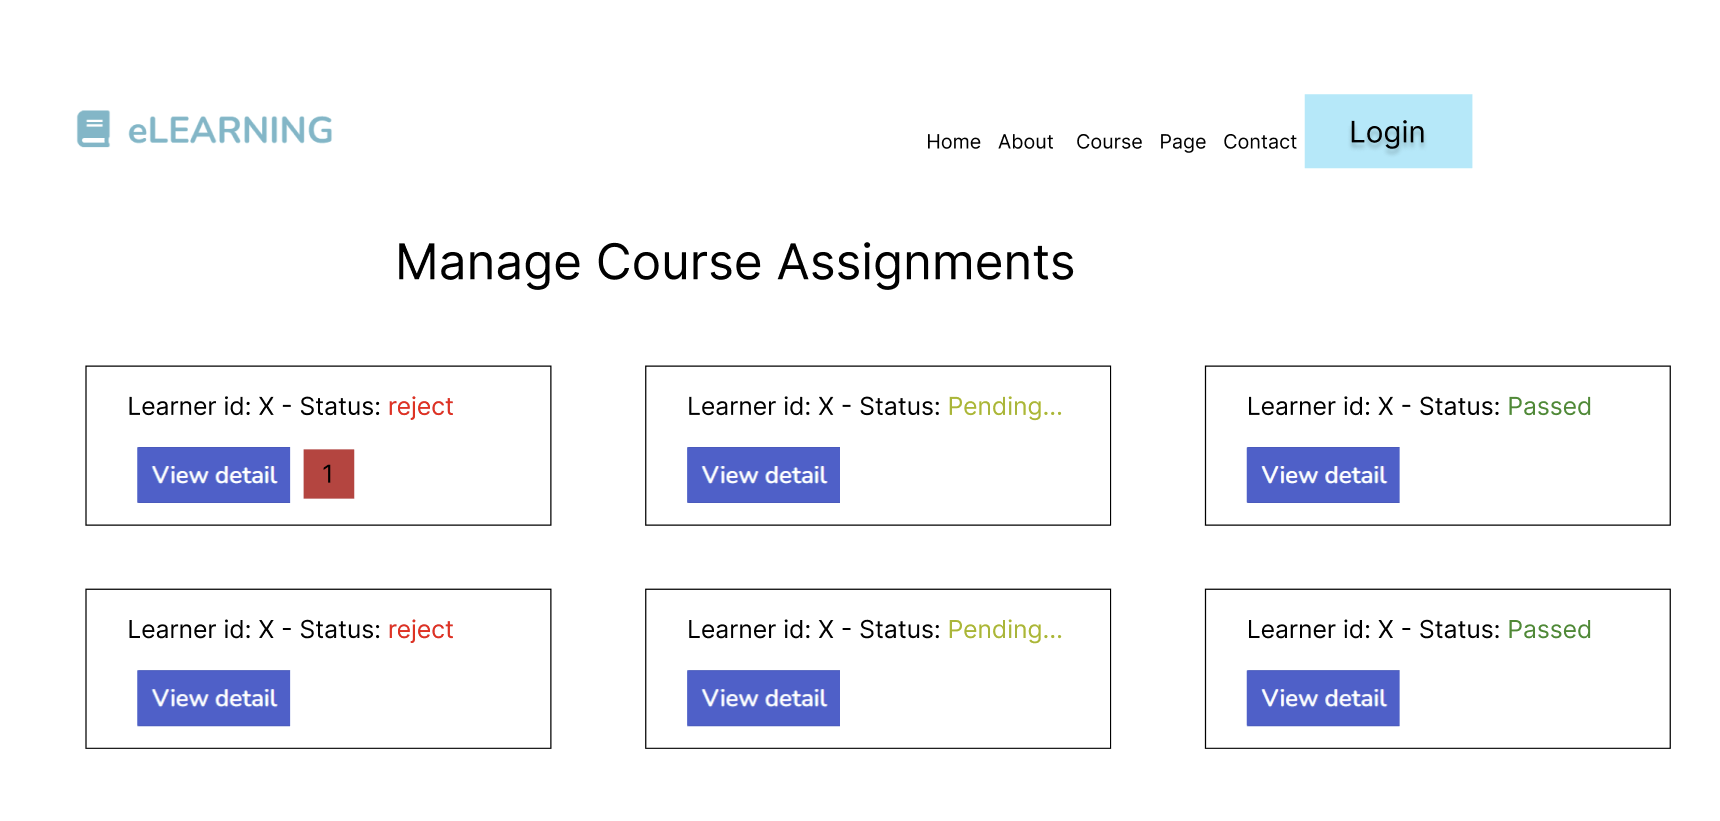 eLEARNING
Home About Course Page Contact Login
Manage Course Assignments
Learner id: X - Status: reject
View detail 1
Learner id: X - Status: Pending...
View detail
Learner id: X - Status: Passed
View detail
Learner id: X - Status: reject
View detail
Learner id: X - Status: Pending...
View detail
Learner id: X - Status: Passed
View detail